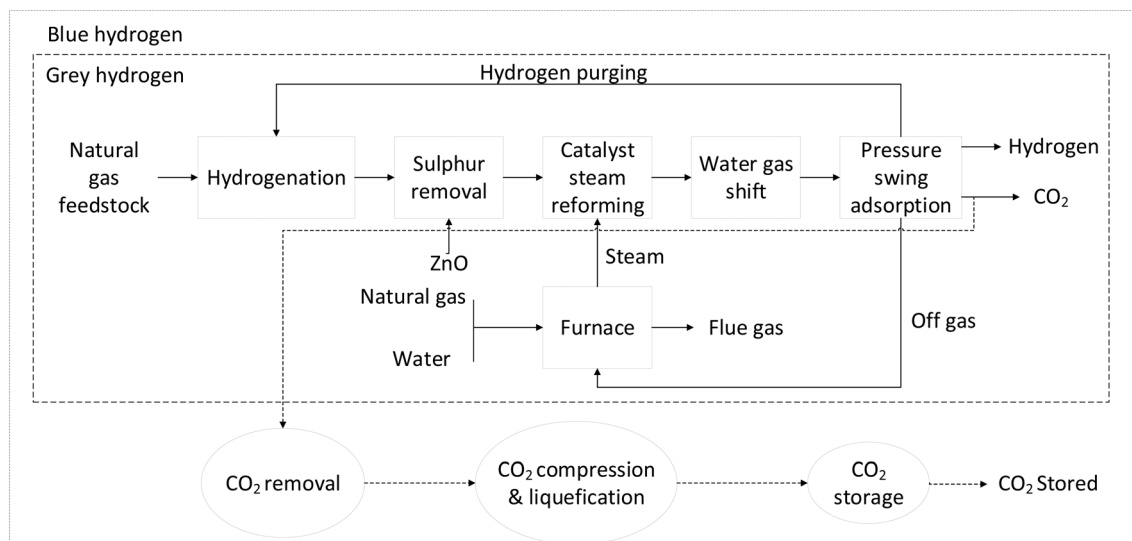 Blue hydrogen
Grey hydrogen
Hydrogen purging
Natural
gas
feedstock
Hydrogenation
Sulphur
removal
Catalyst
steam
reforming
Water gas
shift
Pressure
swing
adsorption
Hydrogen
CO₂
ZnO
Steam
Natural gas
Water
Furnace
Flue gas
Off gas
CO₂ removal
CO₂ compression
& liquefication
CO₂
storage
CO₂ Stored